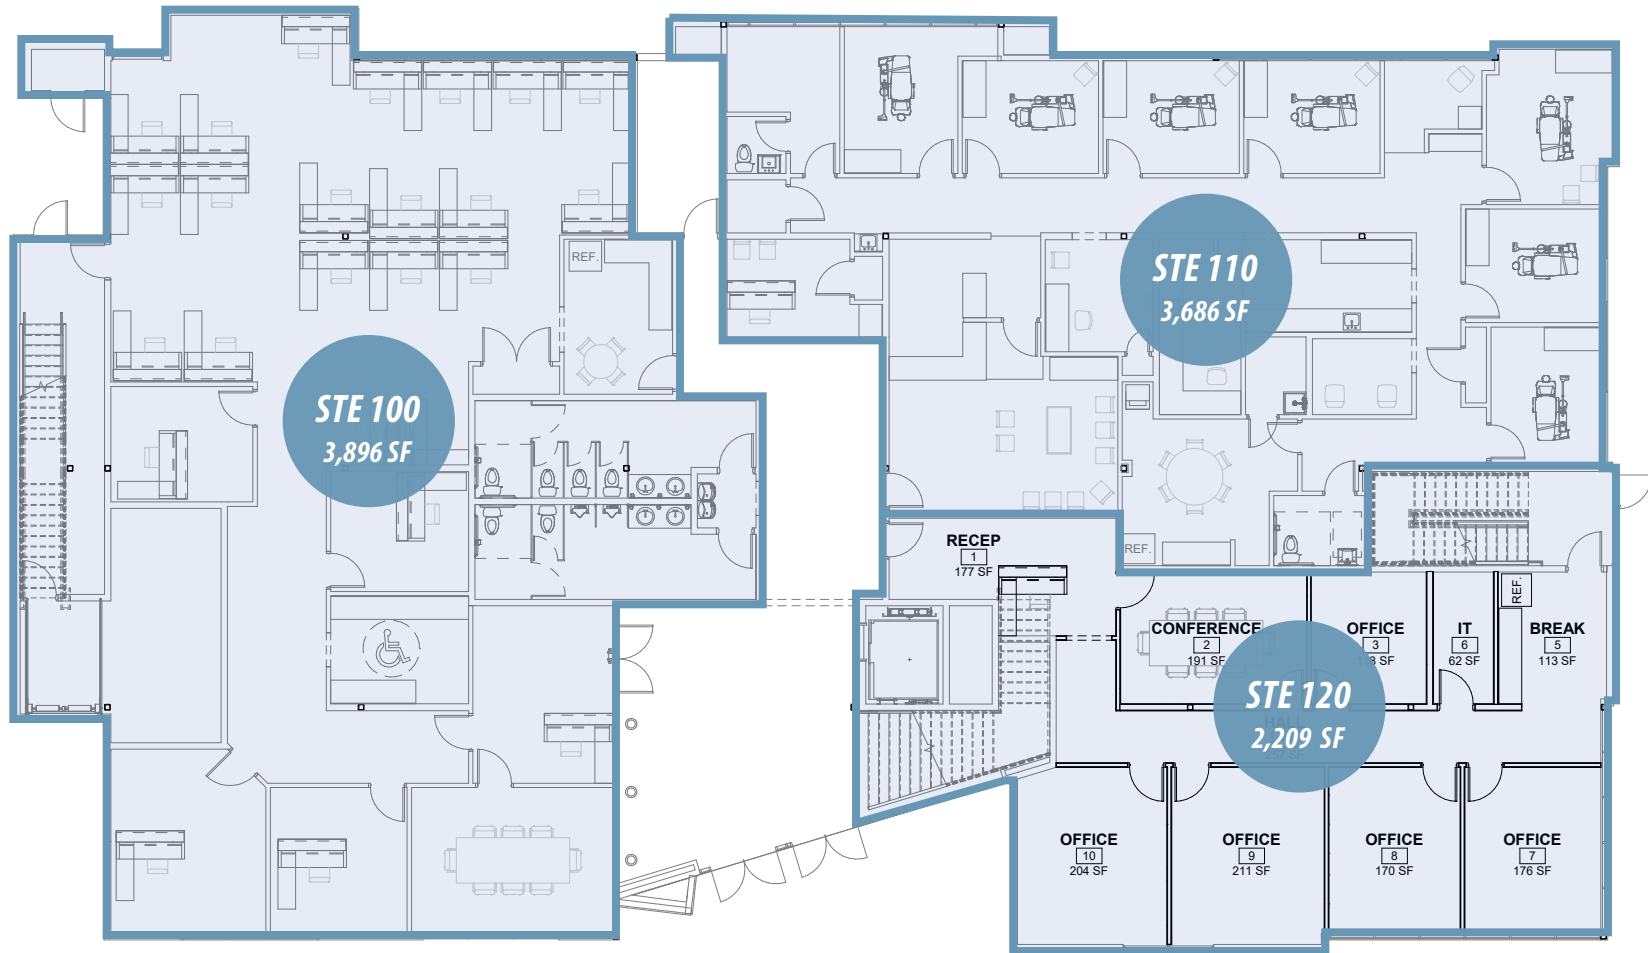 REF.
STE 110
3,686 SF
STE 100
3,896 SF
REF.
RECEP
1
177 SF
REF.
CONFERENCE
2
191 SF
OFFICE
3
IT
6
62 SF
BREAK
5
113 SF
STE 120
2,209 SF
HALL
OFFICE
10
204 SF
OFFICE
9
211 SF
OFFICE
8
170 SF
OFFICE
7
176 SF